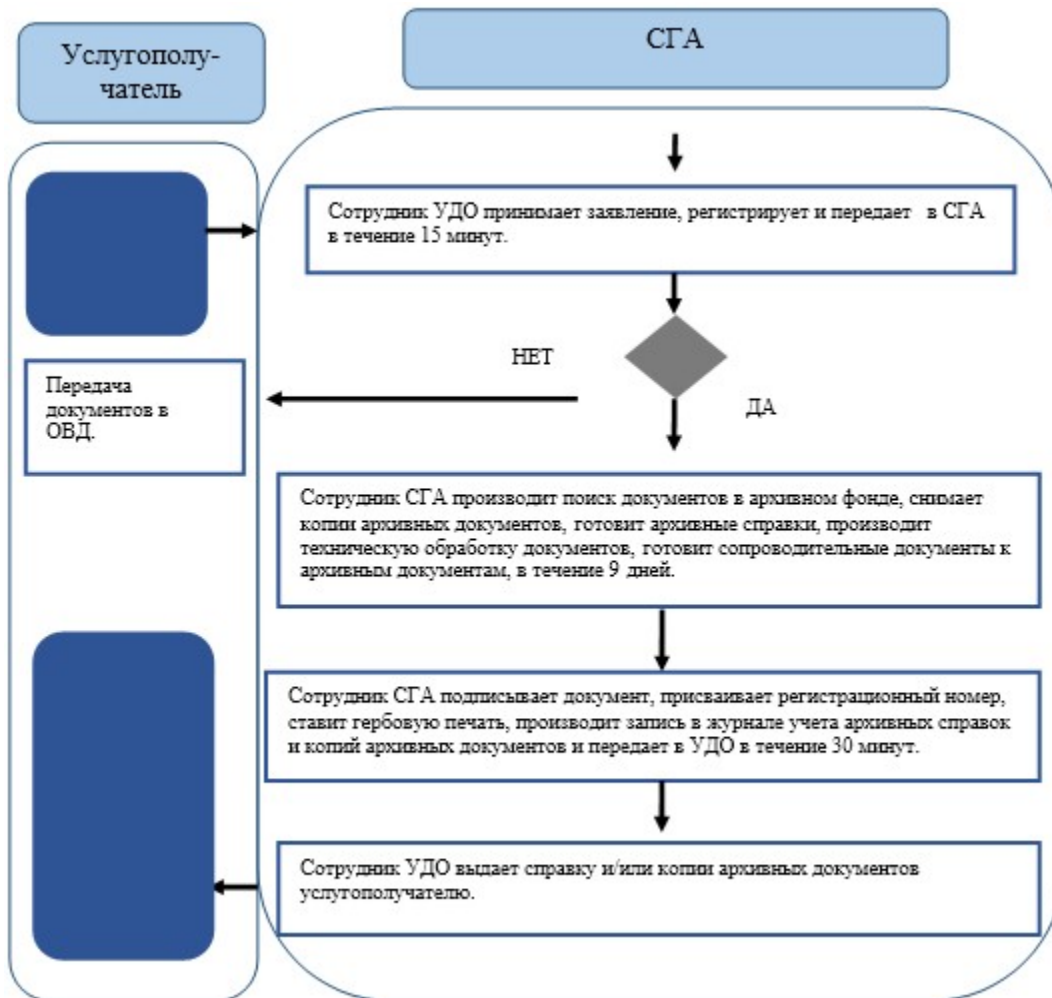 Услугополу-
чатель
СГА
Сотрудник УДО принимает заявление, регистрирует и передает в СГА
в течение 15 минут.
НЕТ
ДА
Передача
документов в
ОВД.
Сотрудник СГА производит поиск документов в архивном фонде, снимает
копии архивных документов, готовит архивные справки, производит
техническую обработку документов, готовит сопроводительные документы к
архивным документам, в течение 9 дней.
Сотрудник СГА подписывает документ, присваивает регистрационный номер,
ставит гербовую печать, производит запись в журнале учета архивных справок
и копий архивных документов и передает в УДО в течение 30 минут.
Сотрудник УДО выдает справку и/или копии архивных документов
услугополучателю.